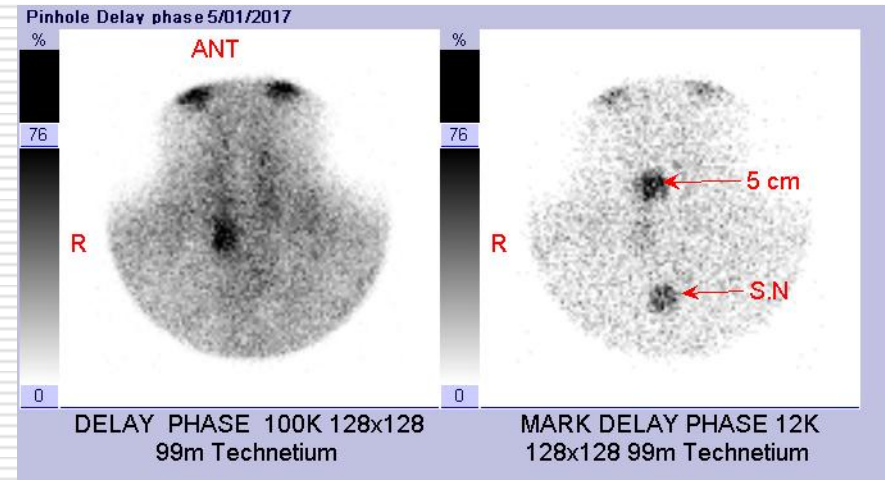 Pinhole Delay phase 5/01/2017
%
ANT
76
R
0
DELAY PHASE 100K 128x128
99m Technetium
%
76
5 cm
R
S.N
0
MARK DELAY PHASE 12K
128x128 99m Technetium